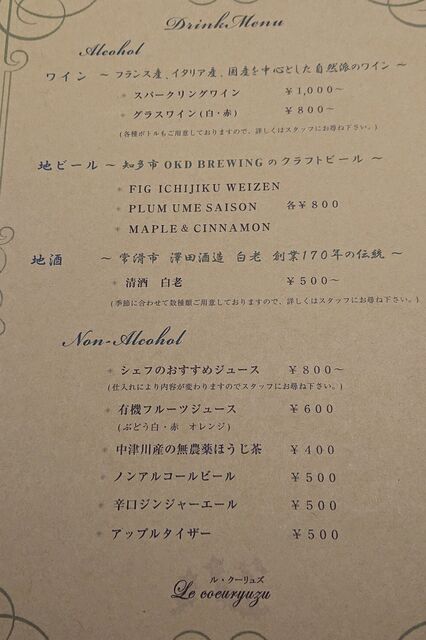 Drink Menu
Alcohol
ワイン ～ フランス産、イタリア産、国産を中心とした自然派のワイン ～
スパークリングワイン ￥1,000～
グラスワイン(白・赤) ￥800～
(各種ボトルもご用意しておりますので、詳しくはスタッフにお尋ね下さい。)
地ビール ～ 知多市 OKD BREWING のクラフトビール ～
FIG ICHIJIKU WEIZEN
PLUM UME SAISON 各￥800
MAPLE & CINNAMON
地酒 ～ 常滑市 澤田酒造 白老 創業170年の伝統 ～
清酒 白老 ￥500～
(季節に合わせて数種類ご用意しておりますので、詳しくはスタッフにお尋ね下さい。)
Non-Alcohol
シェフのおすすめジュース ￥800～
(仕入れにより内容が変わりますのでスタッフにお尋ね下さい。)
有機フルーツジュース ￥600
(ぶどう白・赤 オレンジ)
中津川産の無農薬ほうじ茶 ￥400
ノンアルコールビール ￥500
辛口ジンジャーエール ￥500
アップルタイザー ￥500
ル・クーリュズ
Le coeuryuzu